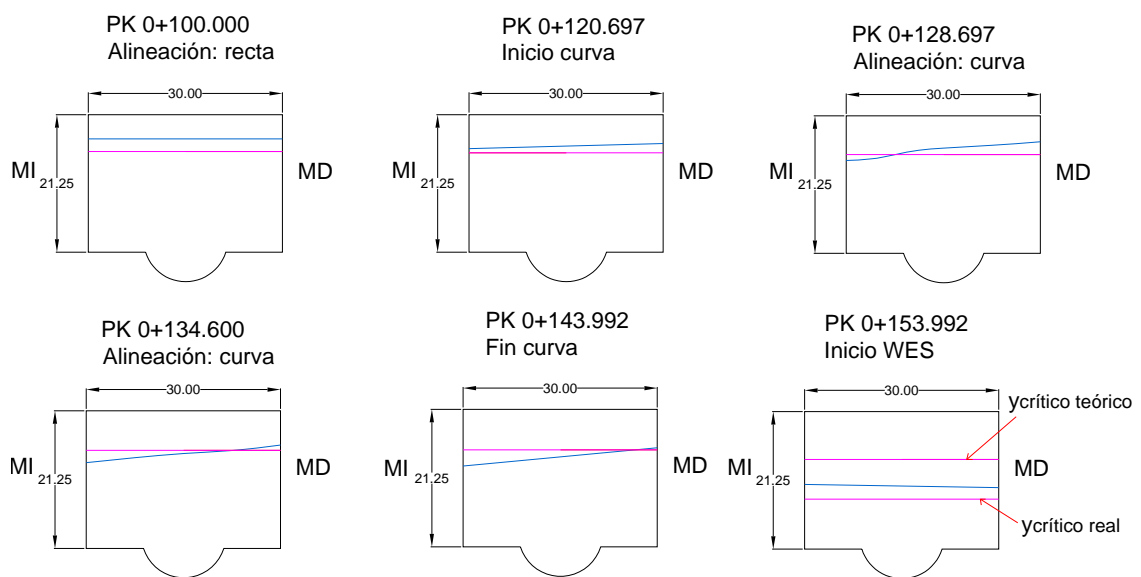 PK 0+100.000
Alineación: recta
30.00
MI
21.25
MD
PK 0+120.697
Inicio curva
30.00
MI
21.25
MD
PK 0+128.697
Alineación: curva
30.00
MI
21.25
MD
PK 0+134.600
Alineación: curva
30.00
MI
21.25
MD
PK 0+143.992
Fin curva
30.00
MI
21.25
MD
PK 0+153.992
Inicio WES
30.00
ycrítico teórico
MI
21.25
MD
ycrítico real